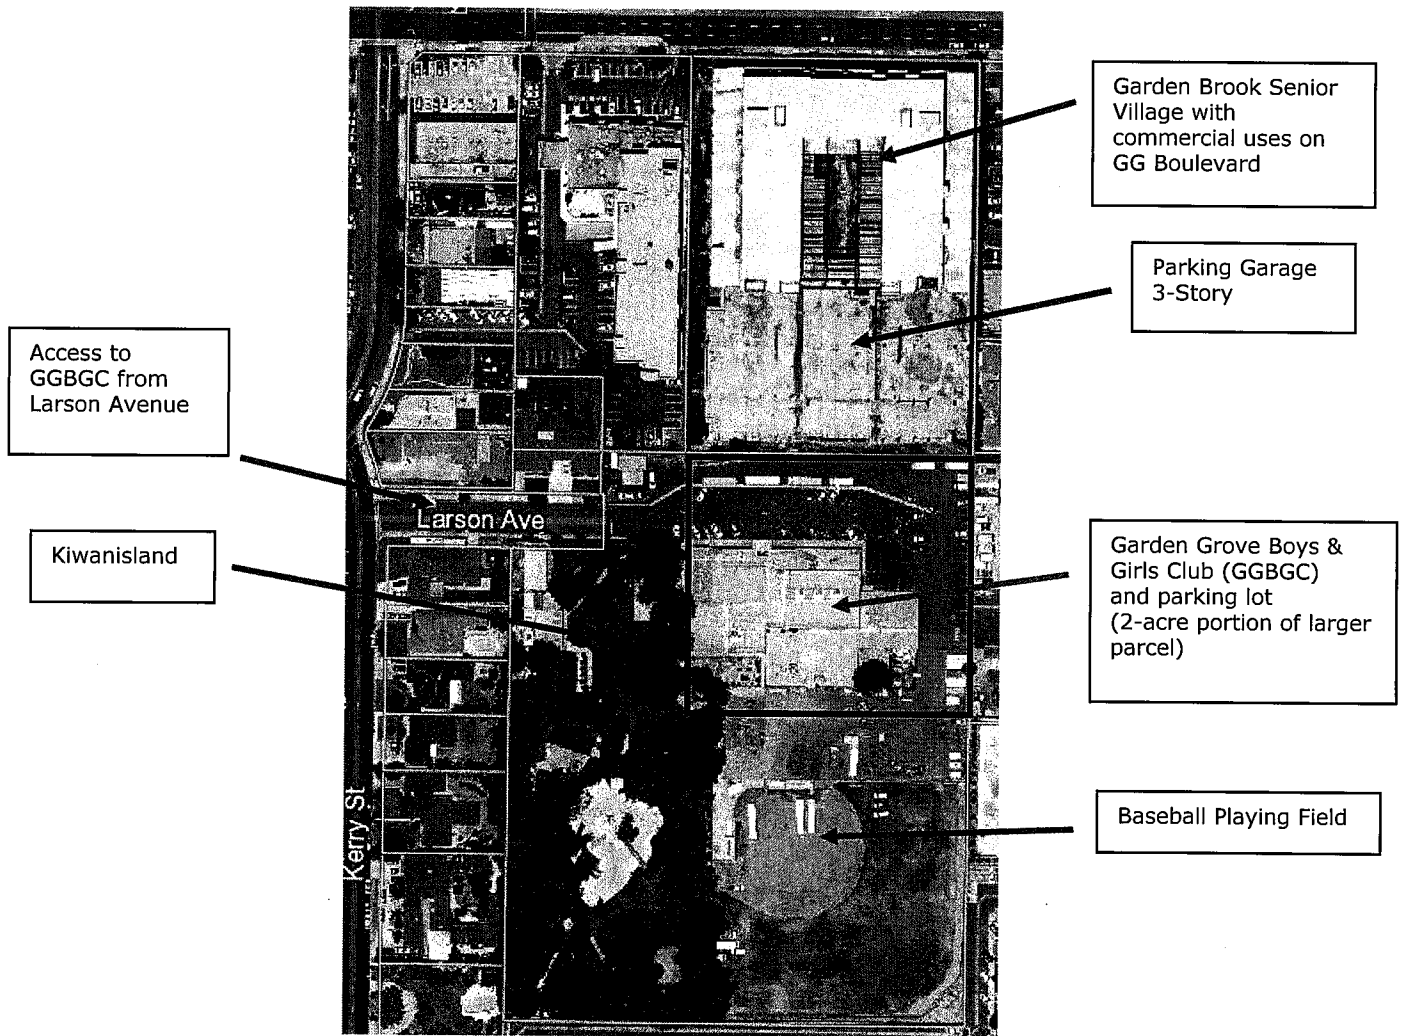 Garden Brook Senior
Village with
commercial uses on
GG Boulevard
Parking Garage
3-Story
Access to
GGBGC from
Larson Avenue
Larson Ave
Kiwanisland
Garden Grove Boys &
Girls Club (GGBGC)
and parking lot
(2-acre portion of larger
parcel)
Baseball Playing Field
Kerry St